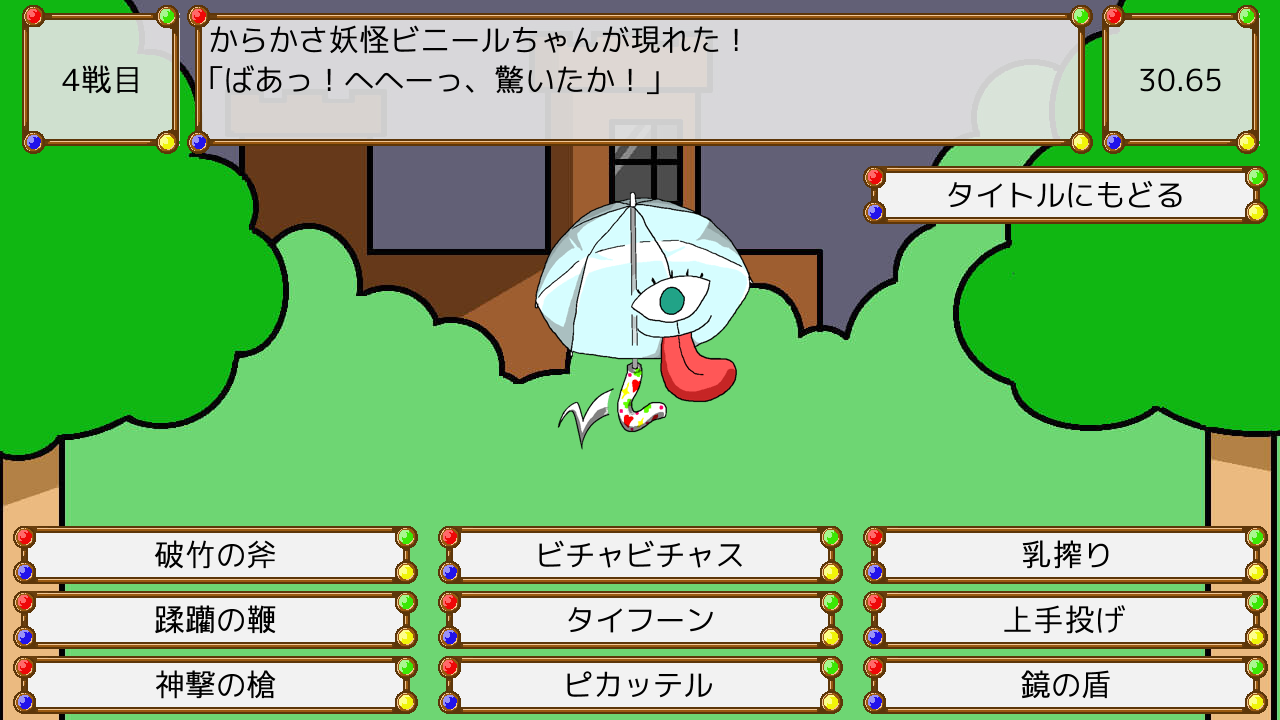 4戦目
からかさ妖怪ビニールちゃんが現れた！
「ばあっ！へへーっ、驚いたか！」
30.65
タイトルにもどる
破竹の斧
ビチャビチャス
乳搾り
蹂躙の鞭
タイフーン
上手投げ
神撃の槍
ピカッテル
鏡の盾